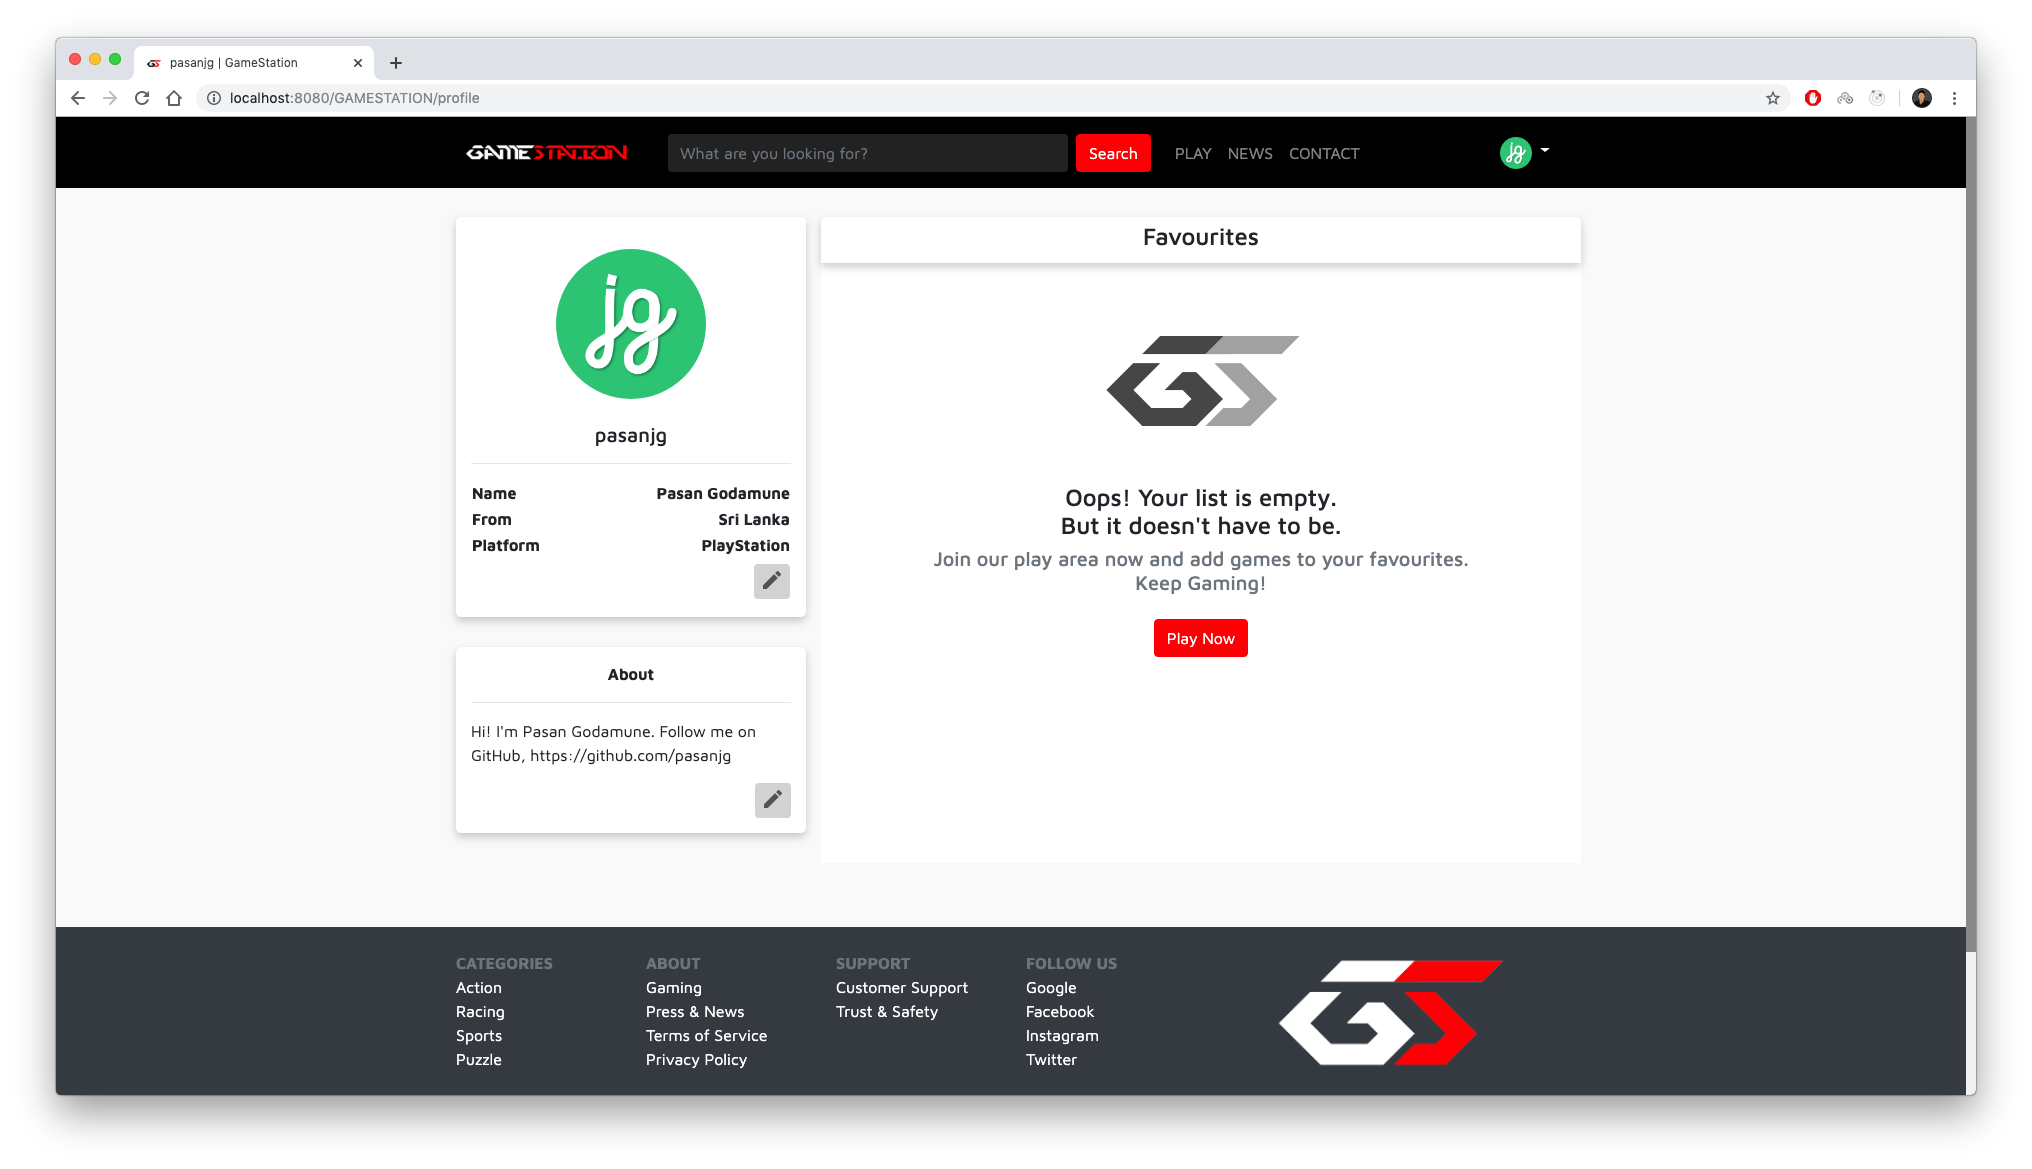 pasanjg | GameStation
localhost:8080/GAMESTATION/profile
GAMESTATION
What are you looking for?
Search
PLAY
NEWS
CONTACT
jg
jg
pasanjg
Name Pasan Godamune
From Sri Lanka
Platform PlayStation
About
Hi! I'm Pasan Godamune. Follow me on
GitHub, https://github.com/pasanjg
Favourites
GS
Oops! Your list is empty.
But it doesn't have to be.
Join our play area now and add games to your favourites.
Keep Gaming!
Play Now
CATEGORIES
Action
Racing
Sports
Puzzle
ABOUT
Gaming
Press & News
Terms of Service
Privacy Policy
SUPPORT
Customer Support
Trust & Safety
FOLLOW US
Google
Facebook
Instagram
Twitter
GS